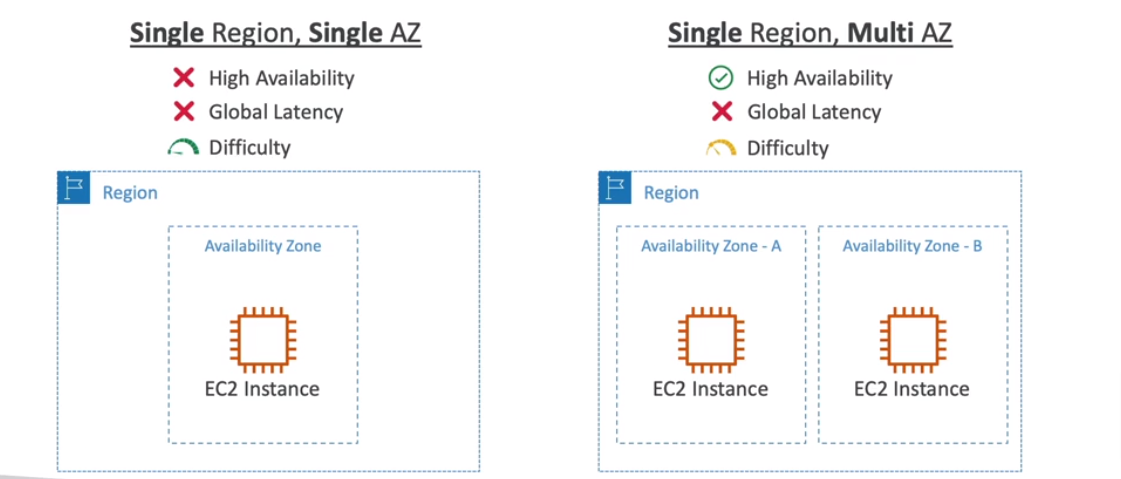 Single Region, Single AZ
High Availability
Global Latency
Difficulty
Region
Availability Zone
EC2 Instance
Single Region, Multi AZ
High Availability
Global Latency
Difficulty
Region
Availability Zone - A
EC2 Instance
Availability Zone - B
EC2 Instance